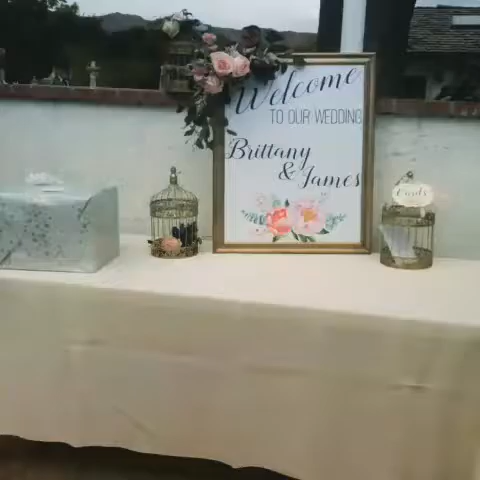 Welcome
TO OUR WEDDING
Brittany
& James
Cards